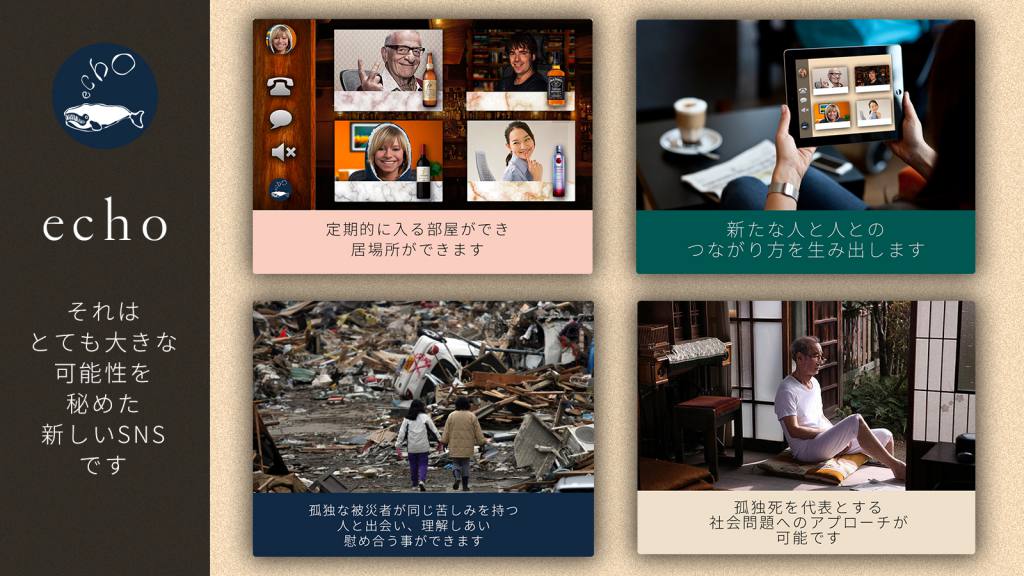 echo
echo
それは
とても大きな
可能性を
秘めた
新しいSNS
です
定期的に入る部屋ができ
居場所ができます
新たな人と人との
つながり方を生み出します
孤独な被災者が同じ苦しみを持つ
人と出会い、理解しあい
慰め合う事ができます
孤独死を代表とする
社会問題へのアプローチが
可能です